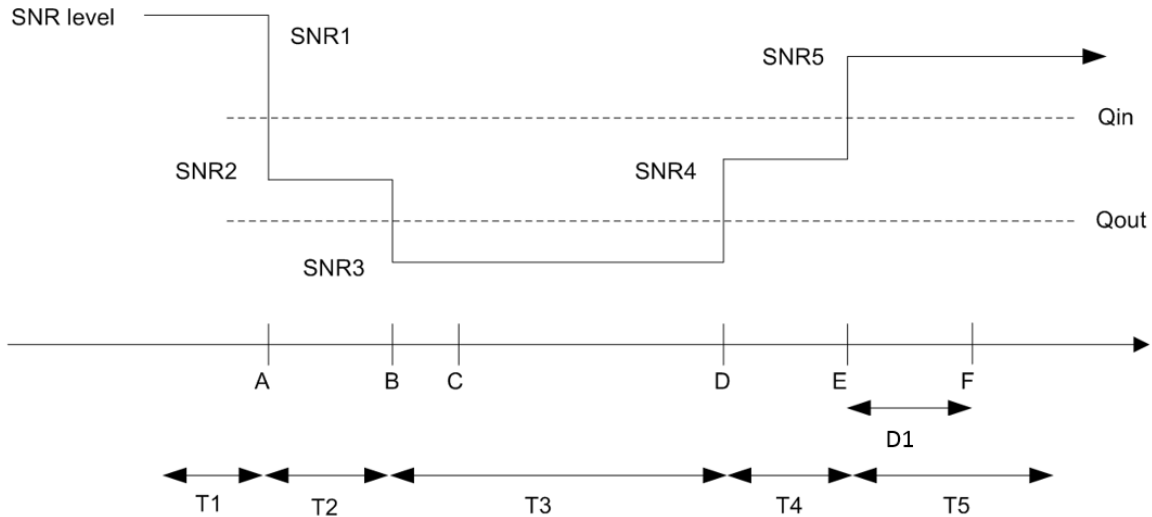 SNR level
SNR1
SNR5
Qin
SNR2
SNR4
Qout
SNR3
A
B
C
D
E
F
D1
T1
T2
T3
T4
T5